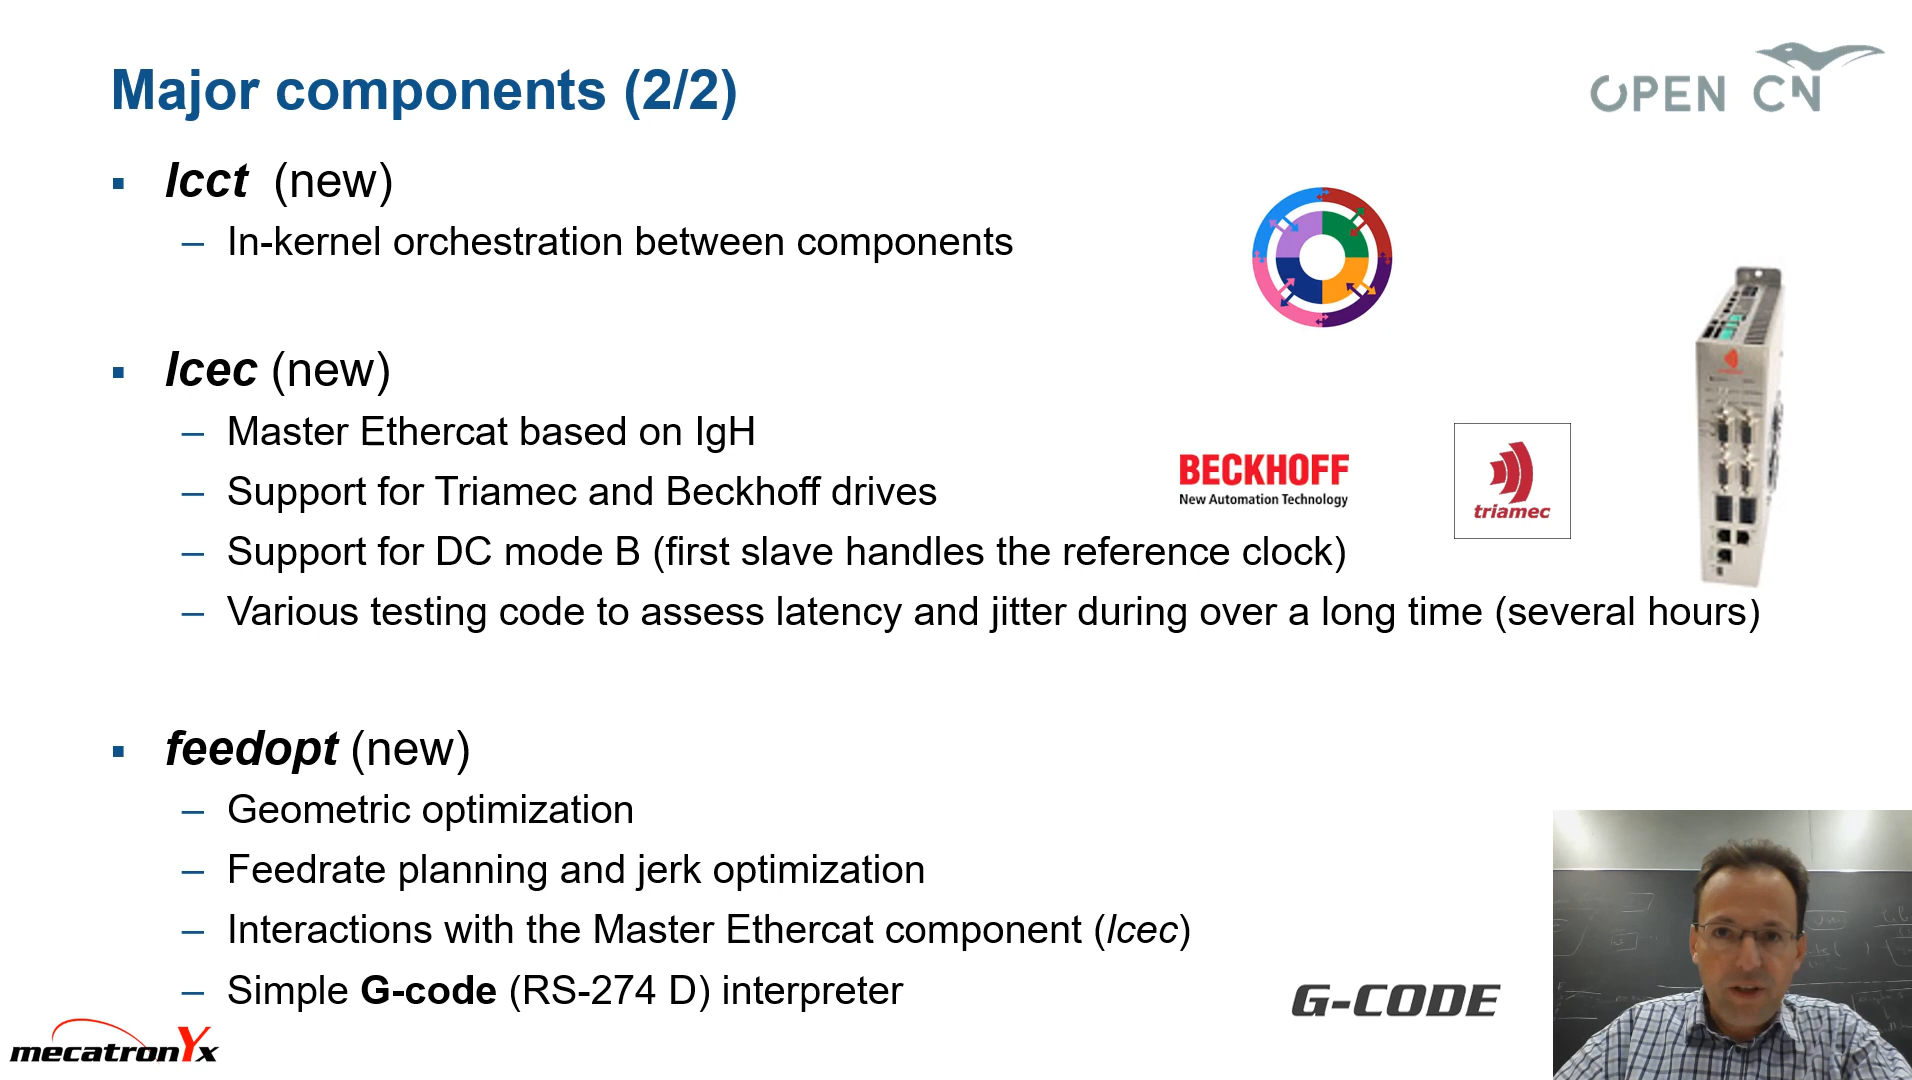 Major components (2/2)
OPEN CN
▪ lcct (new)
– In-kernel orchestration between components
▪ lcec (new)
– Master Ethercat based on IgH
– Support for Triamec and Beckhoff drives
BECKHOFF
New Automation Technology
triamec
– Support for DC mode B (first slave handles the reference clock)
– Various testing code to assess latency and jitter during over a long time (several hours)
▪ feedopt (new)
– Geometric optimization
– Feedrate planning and jerk optimization
– Interactions with the Master Ethercat component (lcec)
– Simple G-code (RS-274 D) interpreter
G-CODE
mecatronYx